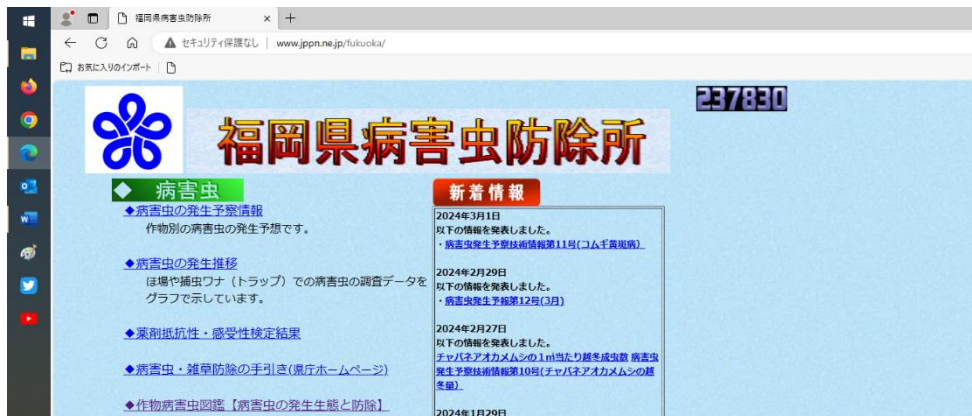 福岡県病害虫防除所
セキュリティ保護なし | www.jppn.ne.jp/fukuoka/
お気に入りのインポート
237830
福岡県病害虫防除所
◆ 病害虫
◆病害虫の発生予察情報
作物別の病害虫の発生予想です。
◆病害虫の発生推移
ほ場や捕虫ワナ（トラップ）での病害虫の調査データを
グラフで示しています。
◆薬剤抵抗性・感受性検定結果
◆病害虫・雑草防除の手引き(県庁ホームページ)
◆作物病害虫図鑑【病害虫の発生生態と防除】
新着情報
2024年3月1日
以下の情報を発表しました。
・病害虫発生予察技術情報第11号(コムギ黄斑病）
2024年2月29日
以下の情報を発表しました。
・病害虫発生予報第12号(3月)
2024年2月27日
以下の情報を発表しました。
チャバネアオカメムシの１㎡当たり越冬成虫数 病害虫
発生予察技術情報第10号(チャバネアオカメムシの越
冬量）
2024年1月29日